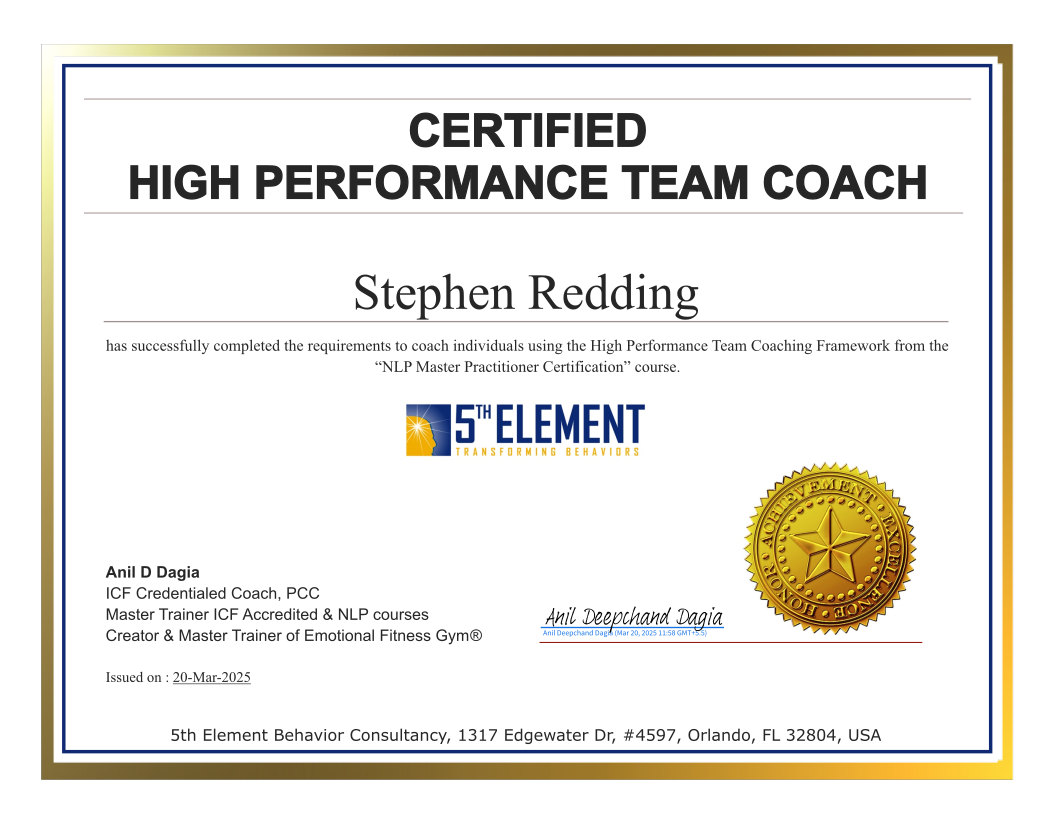 CERTIFIED
HIGH PERFORMANCE TEAM COACH
Stephen Redding
has successfully completed the requirements to coach individuals using the High Performance Team Coaching Framework from the
“NLP Master Practitioner Certification” course.
5TH ELEMENT
TRANSFORMING BEHAVIORS
HONOR • ACHIEVEMENT • EXCELLENCE •
Anil D Dagia
ICF Credentialed Coach, PCC
Master Trainer ICF Accredited & NLP courses
Creator & Master Trainer of Emotional Fitness Gym®
Anil Deepchand Dagia
Anil Deepchand Dagia (Mar 20, 2025 11:58 GMT+5.5)
Issued on : 20-Mar-2025
5th Element Behavior Consultancy, 1317 Edgewater Dr, #4597, Orlando, FL 32804, USA